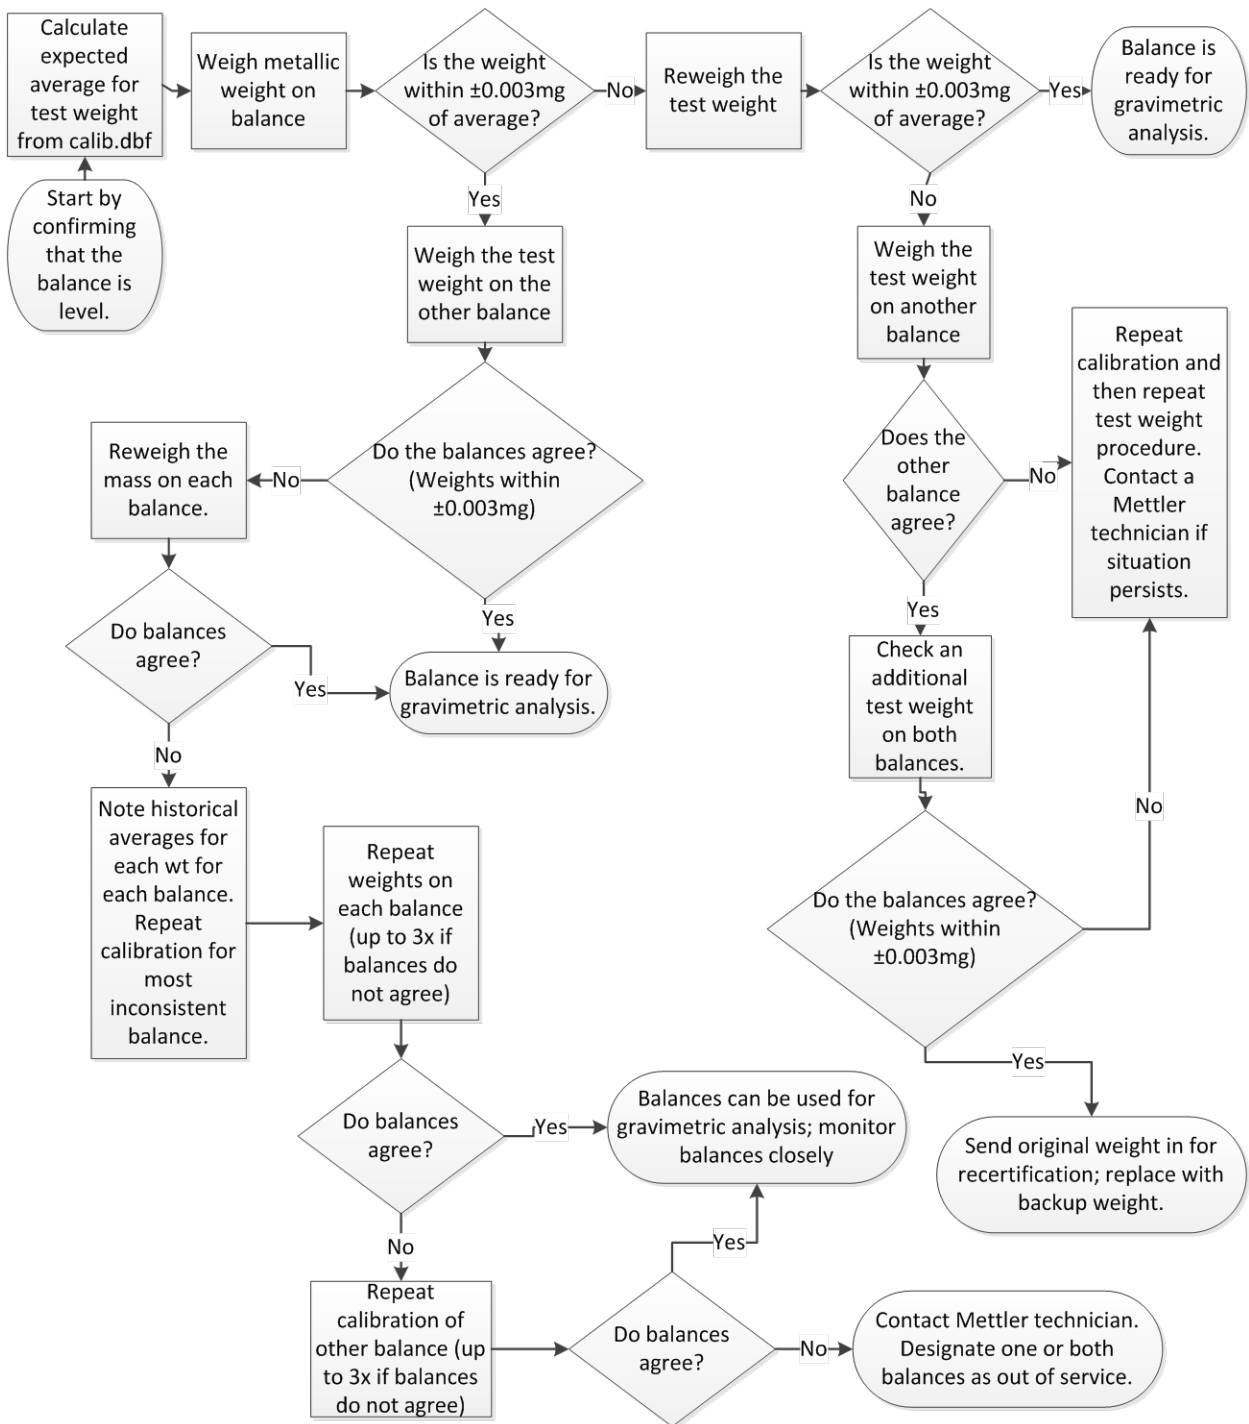 Calculate
expected
average for
test weight
from calib.dbf
Start by
confirming
that the
balance is
level.
Weigh metallic
weight on
balance
Is the weight
within ±0.003mg
of average?
No
Reweigh the
test weight
Is the weight
within ±0.003mg
of average?
Yes
Balance is
ready for
gravimetric
analysis.
Yes
Weigh the test
weight on the
other balance
Do the balances agree?
(Weights within
±0.003mg)
No
Reweigh the
mass on each
balance.
Yes
Do balances
agree?
Yes
Balance is ready for
gravimetric analysis.
No
Note historical
averages for
each wt for
each balance.
Repeat
calibration for
most
inconsistent
balance.
Repeat
weights on
each balance
(up to 3x if
balances do
not agree)
Do balances
agree?
Yes
Balances can be used for
gravimetric analysis; monitor
balances closely
No
Repeat
calibration of
other balance (up
to 3x if balances
do not agree)
Do balances
agree?
Yes
No
Contact Mettler technician.
Designate one or both
balances as out of service.
No
Weigh the
test weight
on another
balance
Does the
other
balance
agree?
No
Repeat
calibration and
then repeat
test weight
procedure.
Contact a
Mettler
technician if
situation
persists.
Yes
Check an
additional
test weight
on both
balances.
Do the balances agree?
(Weights within
±0.003mg)
No
Yes
Send original weight in for
recertification; replace with
backup weight.